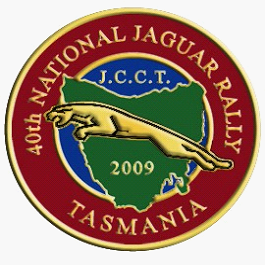 40th NATIONAL JAGUAR RALLY
J.C.C.T.
2009
TASMANIA